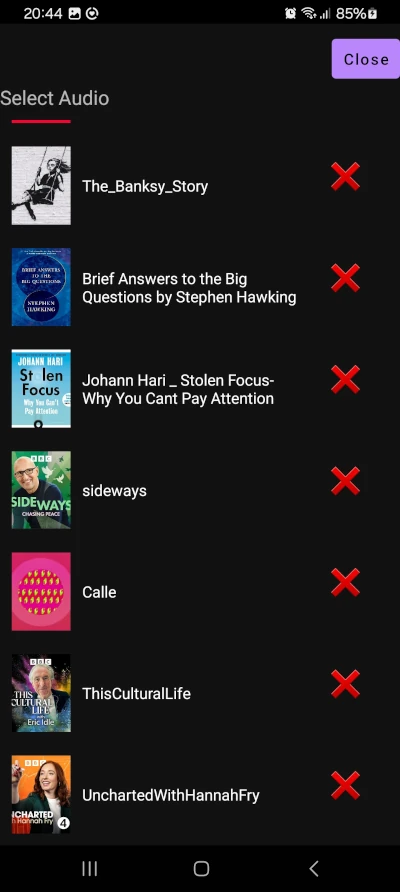 20:44
85%
Close
Select Audio
The_Banksy_Story
BRIEF ANSWERS
TO THE
BIG QUESTIONS
STEPHEN
HAWKING
Brief Answers to the Big
Questions by Stephen Hawking
JOHANN HARI
St len
Focus
Why You Can't
Pay Attention
Johann Hari _ Stolen Focus-
Why You Cant Pay Attention
BBC
SIDEWAYS
CHASING PEACE
sideways
Calle
BBC
THIS
CULTURAL
LIFE
Eric Idle
ThisCulturalLife
BBC
NCHARTED
Hannah Fry
4
UnchartedWithHannahFry